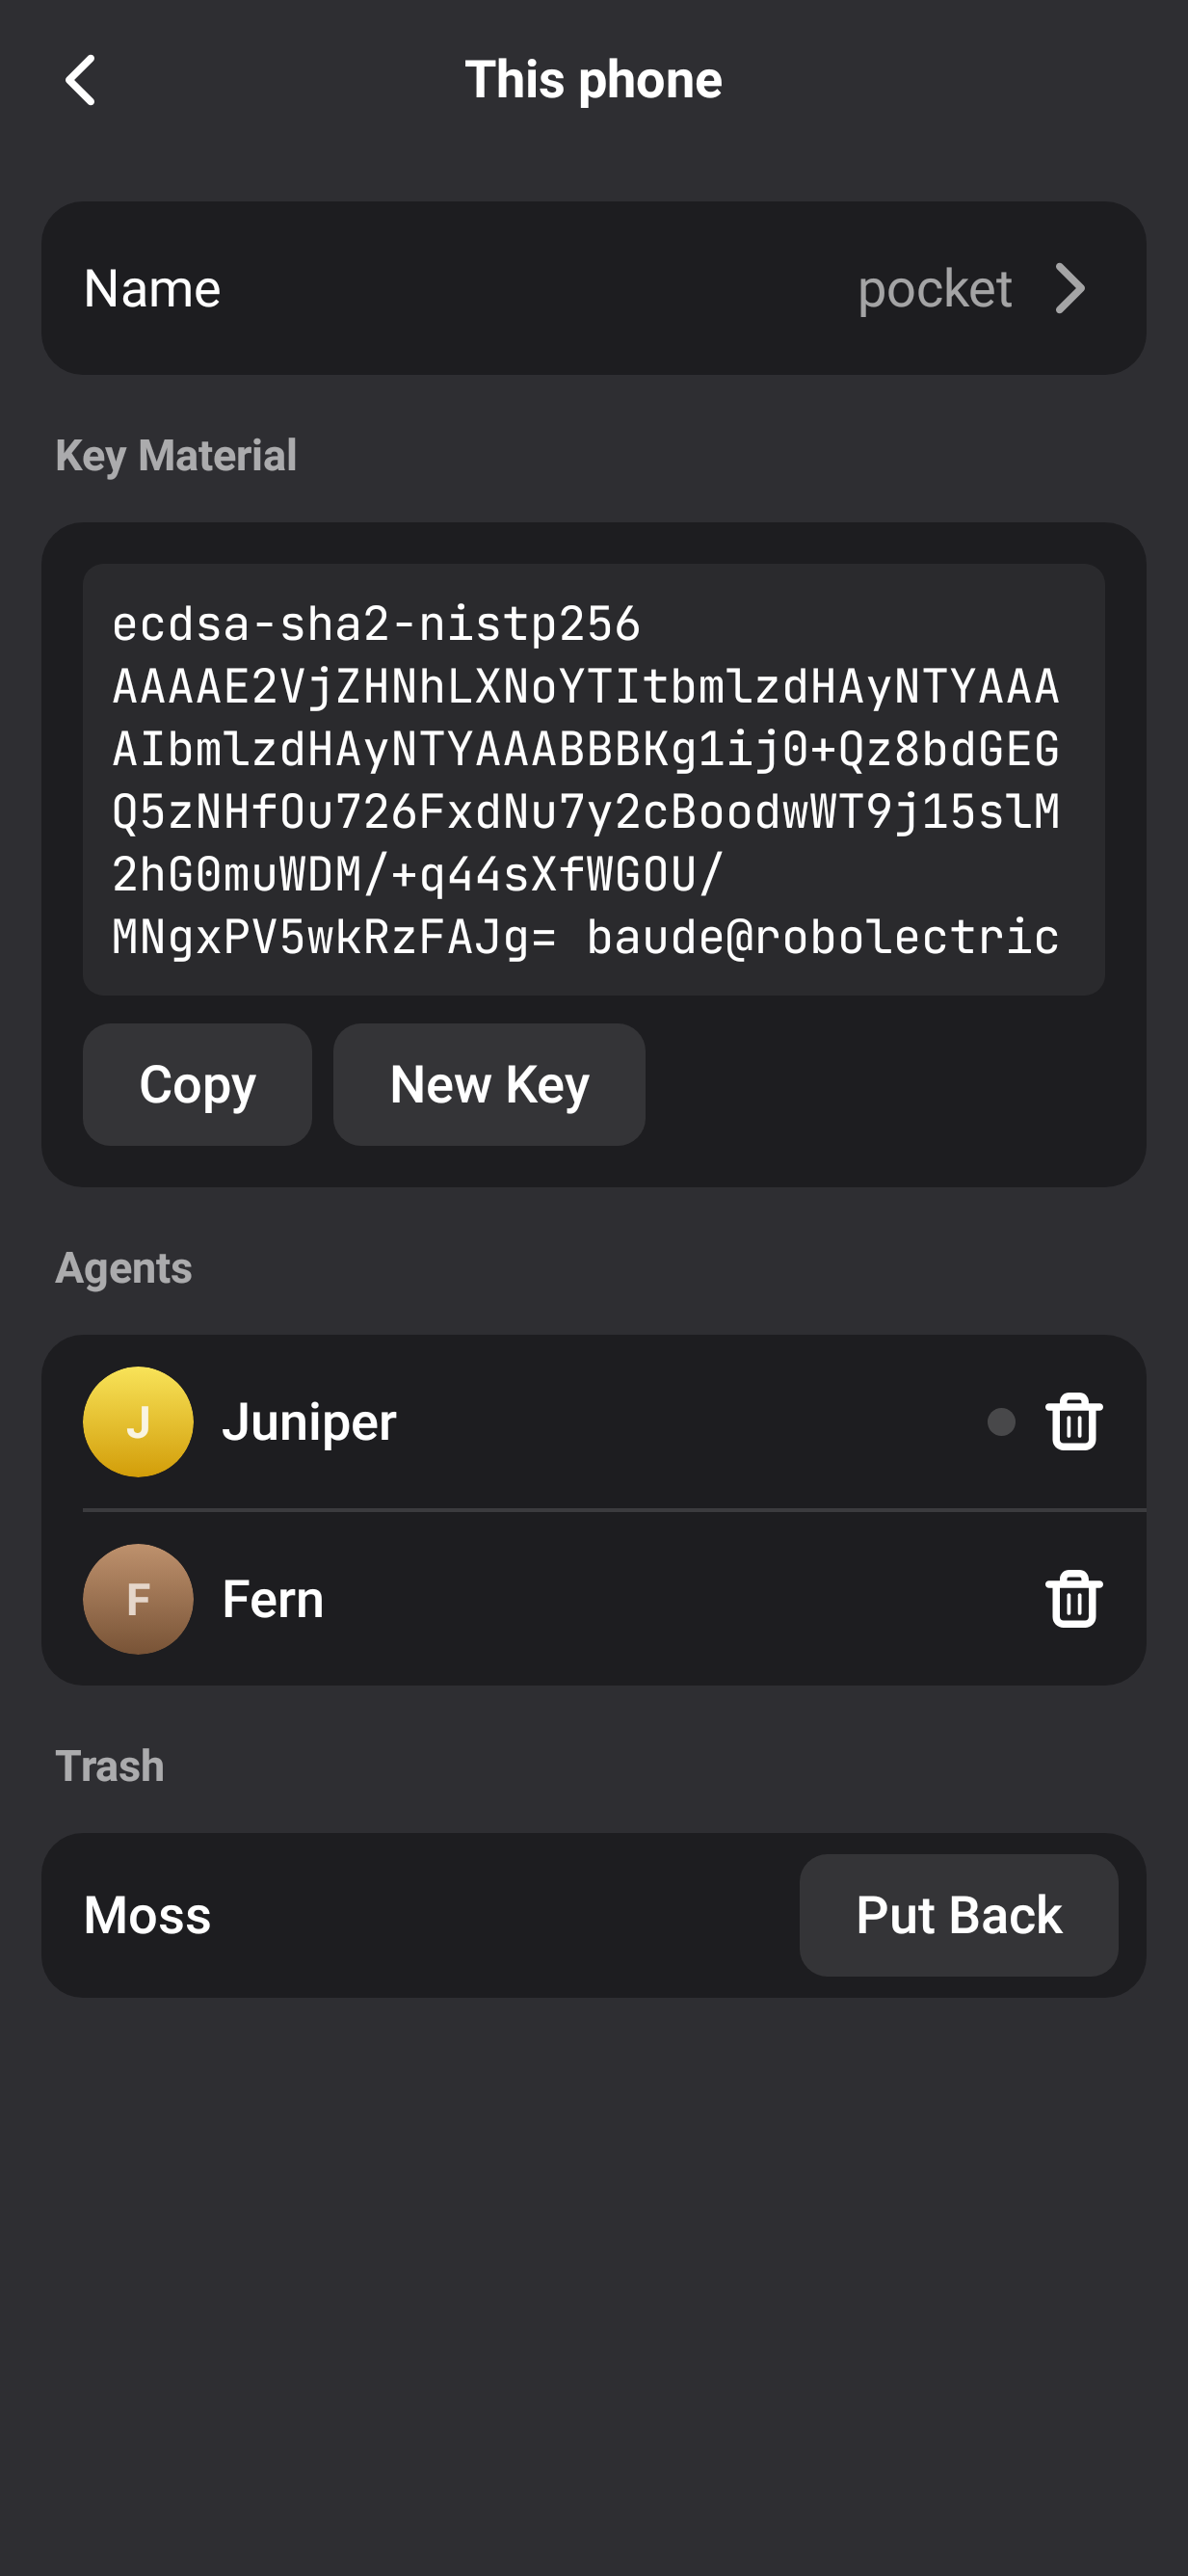 This phone
Name
pocket
Key Material
ecdsa-sha2-nistp256
AAAAE2VjZHNhLXNoYTItbmlzdHAyNTYAAA
AIbmlzdHAyNTYAAABBBKg1ij0+Qz8bdGEG
Q5zNHfOu726FxdNu7y2cBoodwWT9j15slM
2hG0muWDM/+q44sXfWGOU/
MNgxPV5wkRzFAJg= baude@robolectric
Copy
New Key
Agents
J
Juniper
F
Fern
Trash
Moss
Put Back